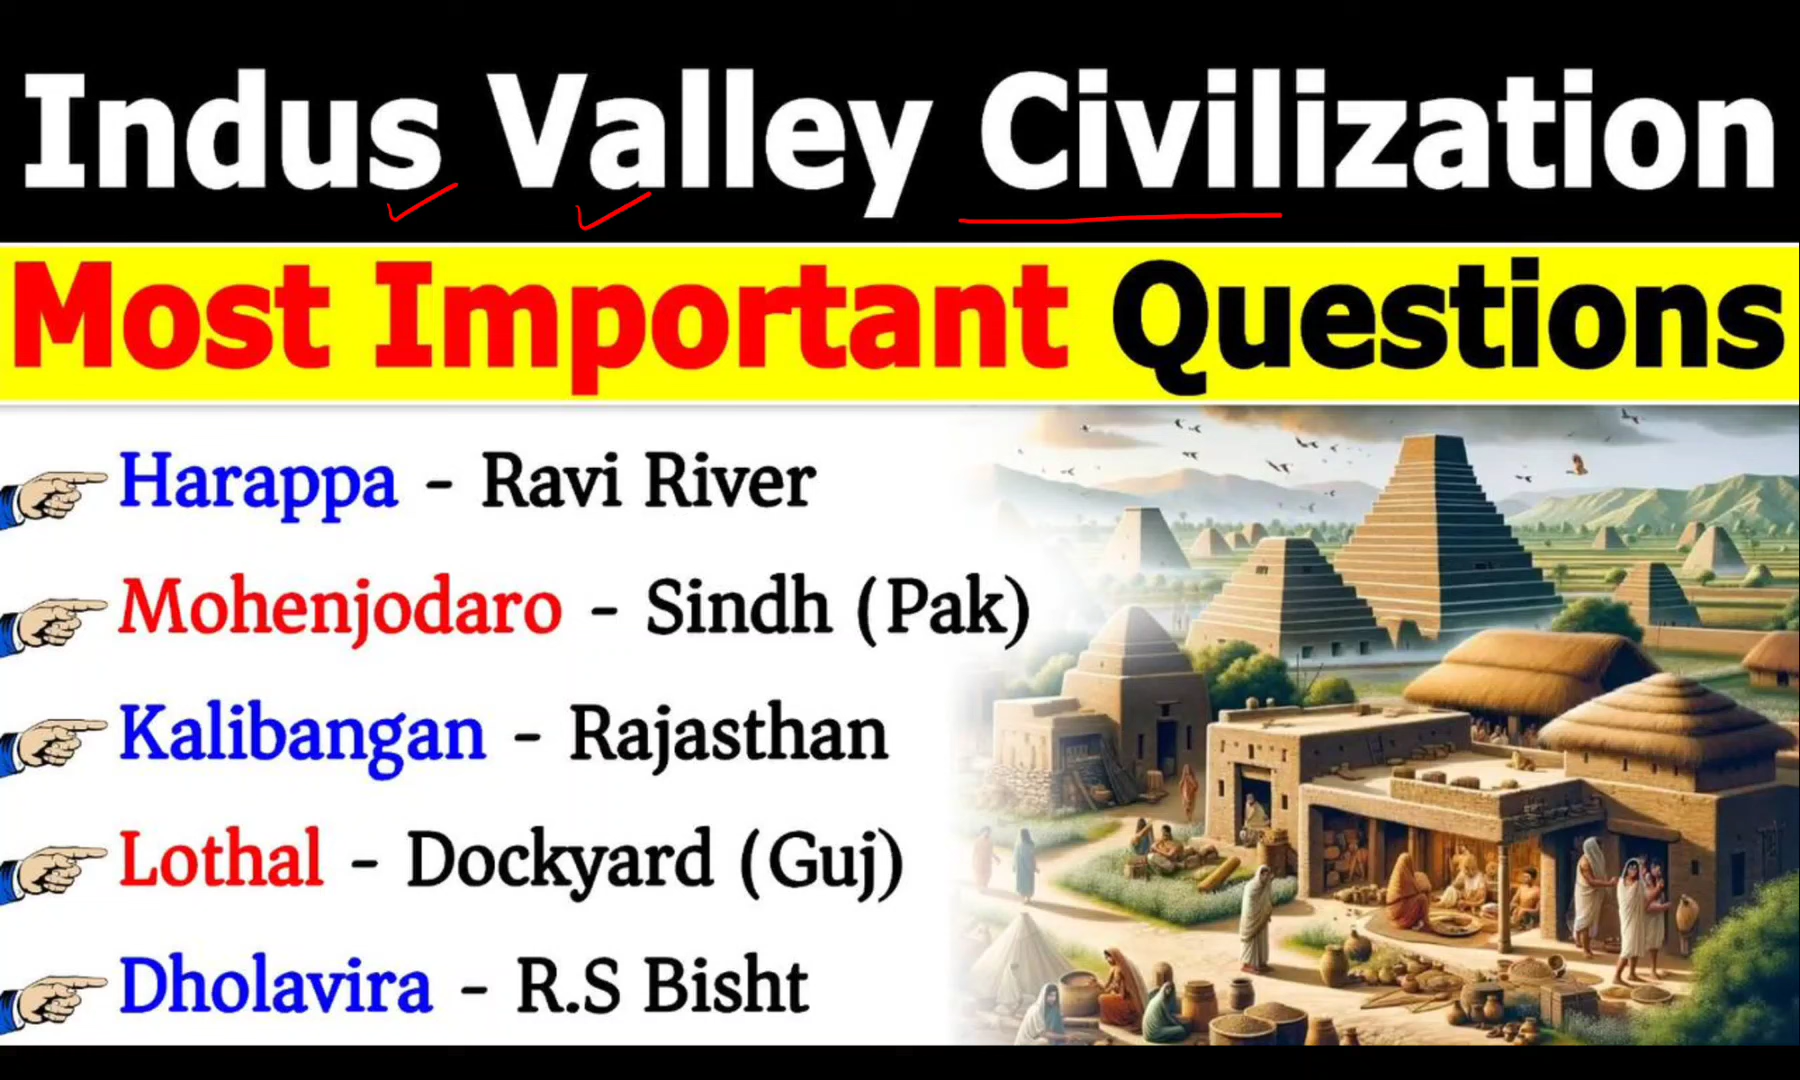 Indus Valley Civilization
Most Important Questions
Harappa - Ravi River
Mohenjodaro - Sindh (Pak)
Kalibangan - Rajasthan
Lothal - Dockyard (Guj)
Dholavira - R.S Bisht